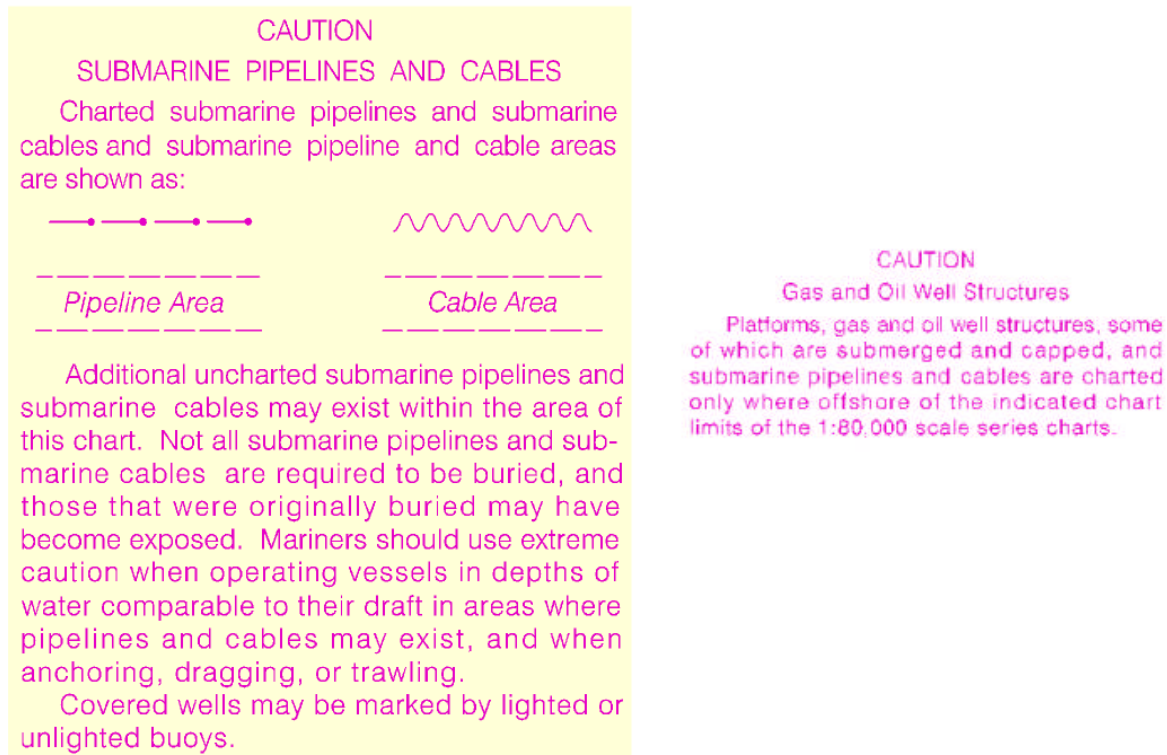 CAUTION
SUBMARINE PIPELINES AND CABLES
Charted submarine pipelines and submarine
cables and submarine pipeline and cable areas
are shown as:
Pipeline Area
Cable Area
Additional uncharted submarine pipelines and
submarine cables may exist within the area of
this chart. Not all submarine pipelines and sub-
marine cables are required to be buried, and
those that were originally buried may have
become exposed. Mariners should use extreme
caution when operating vessels in depths of
water comparable to their draft in areas where
pipelines and cables may exist, and when
anchoring, dragging, or trawling.
Covered wells may be marked by lighted or
unlighted buoys.
CAUTION
Gas and Oil Well Structures
Platforms, gas and oil well structures, some
of which are submerged and capped, and
submarine pipelines and cables are charted
only where offshore of the indicated chart
limits of the 1:80,000 scale series charts.